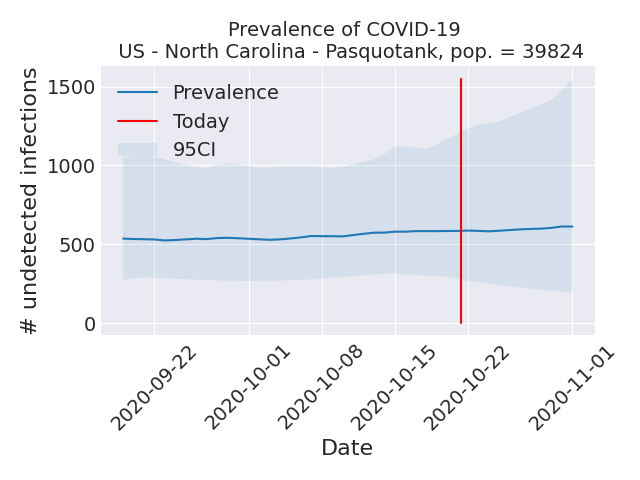 Prevalence of COVID-19
US - North Carolina - Pasquotank, pop. = 39824
# undetected infections
1500
1000
500
0
Prevalence
Today
95CI
2020-09-22
2020-10-01
2020-10-08
2020-10-15
2020-10-22
2020-11-01
Date